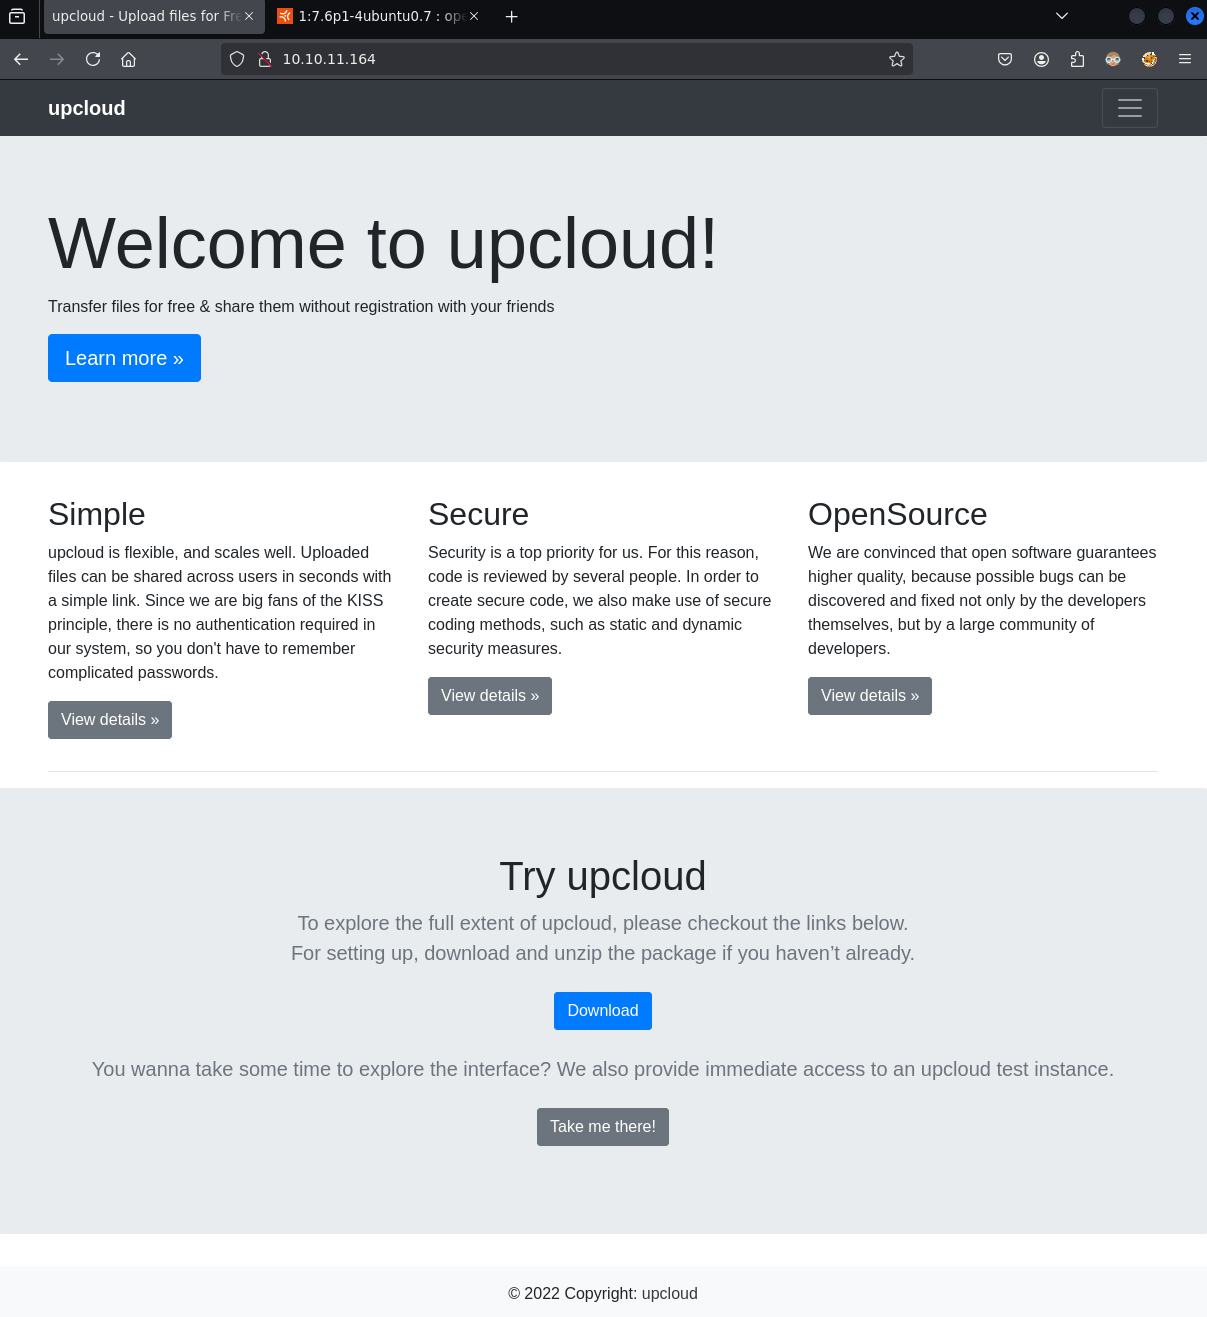 upcloud - Upload files for Fre
1:7.6p1-4ubuntu0.7 : ope
10.10.11.164
upcloud
Welcome to upcloud!
Transfer files for free & share them without registration with your friends
Learn more »
Simple
upcloud is flexible, and scales well. Uploaded
files can be shared across users in seconds with
a simple link. Since we are big fans of the KISS
principle, there is no authentication required in
our system, so you don't have to remember
complicated passwords.
View details »
Secure
Security is a top priority for us. For this reason,
code is reviewed by several people. In order to
create secure code, we also make use of secure
coding methods, such as static and dynamic
security measures.
View details »
OpenSource
We are convinced that open software guarantees
higher quality, because possible bugs can be
discovered and fixed not only by the developers
themselves, but by a large community of
developers.
View details »
Try upcloud
To explore the full extent of upcloud, please checkout the links below.
For setting up, download and unzip the package if you haven’t already.
Download
You wanna take some time to explore the interface? We also provide immediate access to an upcloud test instance.
Take me there!
© 2022 Copyright: upcloud